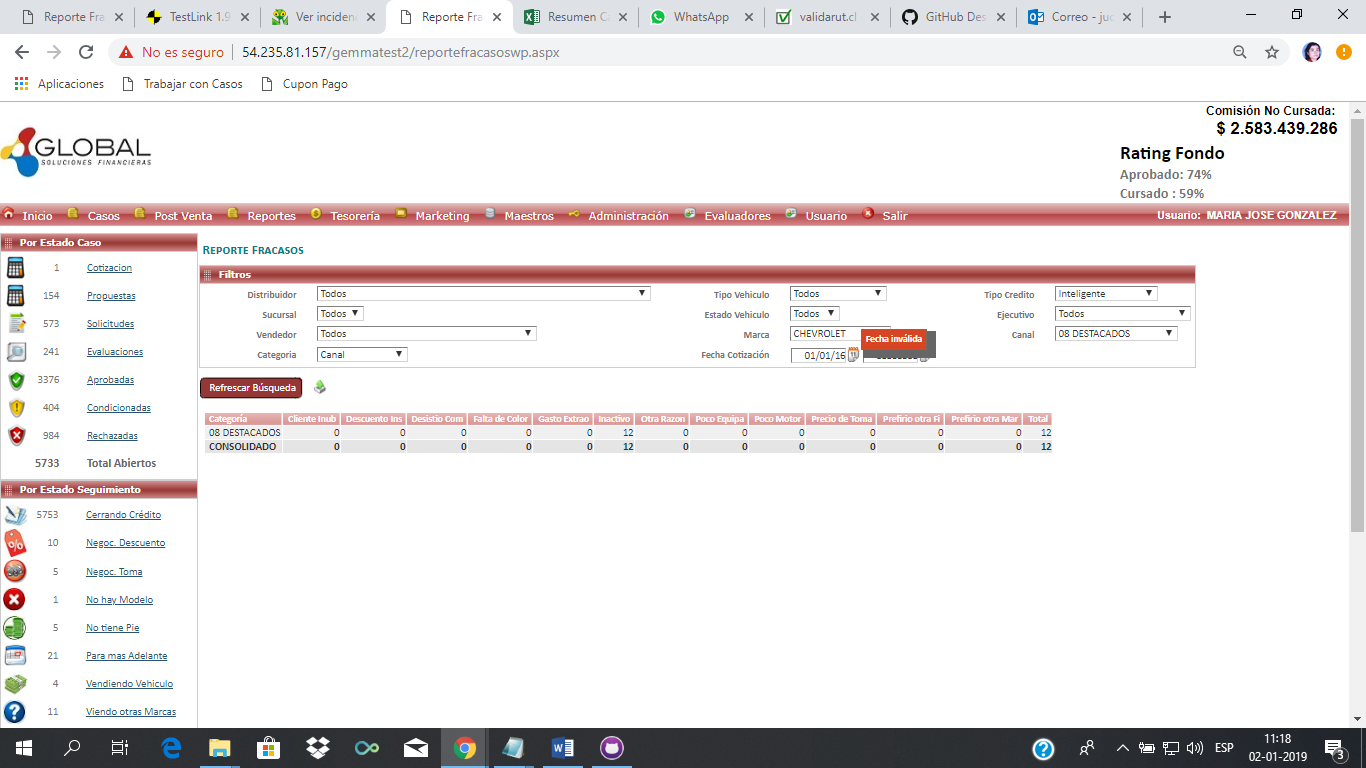 Reporte Fra
TestLink 1.9
Ver inciden
Reporte Fra
Resumen C
WhatsApp
validarut.cl
GitHub Des
Correo - juc
No es seguro 54.235.81.157/gemmatest2/reportefracasoswp.aspx
Aplicaciones Trabajar con Casos Cupon Pago
GLOBAL
SOLUCIONES FINANCIERAS
Comisión No Cursada:
$ 2.583.439.286
Rating Fondo
Aprobado: 74%
Cursado : 59%
Inicio Casos Post Venta Reportes Tesorería Marketing Maestros Administración Evaluadores Usuario Salir Usuario: MARIA JOSE GONZALEZ
Por Estado Caso
1 Cotizacion
154 Propuestas
573 Solicitudes
241 Evaluaciones
3376 Aprobadas
404 Condicionadas
984 Rechazadas
5733 Total Abiertos
Por Estado Seguimiento
5753 Cerrando Crédito
10 Negoc. Descuento
5 Negoc. Toma
1 No hay Modelo
5 No tiene Pie
21 Para mas Adelante
4 Vendiendo Vehiculo
11 Viendo otras Marcas
REPORTE FRACASOS
Filtros
Distribuidor Todos Tipo Vehiculo Todos Tipo Credito Inteligente
Sucursal Todos Estado Vehiculo Todos Ejecutivo Todos
Vendedor Todos Marca CHEVROLET Canal 08 DESTACADOS
Fecha inválida
Categoria Canal Fecha Cotización 01/01/16
Refrescar Búsqueda
Categoría Cliente Inub Descuento Ins Desistio Com Falta de Color Gasto Extrao Inactivo Otra Razon Poco Equipa Poco Motor Precio de Toma Prefirio otra Fi Prefirio otra Mar Total
08 DESTACADOS 0 0 0 0 0 12 0 0 0 0 0 0 12
CONSOLIDADO 0 0 0 0 0 12 0 0 0 0 0 0 12
ESP
11:18
02-01-2019
3